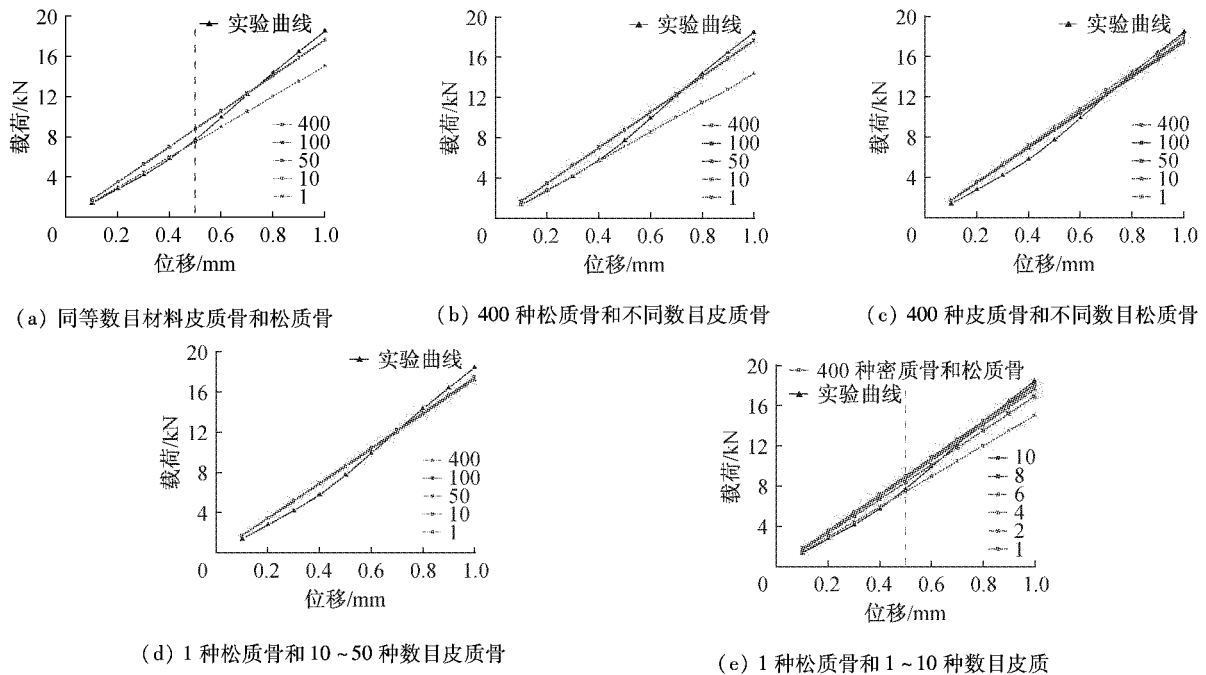 20
16
12
8
4
0
0.2 0.4 0.6 0.8 1.0
载荷/kN
位移/mm
实验曲线
400
100
50
10
1
(a) 同等数目材料皮质骨和松质骨
20
16
12
8
4
0
0.2 0.4 0.6 0.8 1.0
载荷/kN
位移/mm
实验曲线
400
100
50
10
1
(b) 400 种松质骨和不同数目皮质骨
20
16
12
8
4
0
0.2 0.4 0.6 0.8 1.0
载荷/kN
位移/mm
实验曲线
400
100
50
10
1
(c) 400 种皮质骨和不同数目松质骨
20
16
12
8
4
0
0.2 0.4 0.6 0.8 1.0
载荷/kN
位移/mm
实验曲线
400
100
50
10
1
(d) 1 种松质骨和 10 ~ 50 种数目皮质骨
20
16
12
8
4
0
0.2 0.4 0.6 0.8 1.0
载荷/kN
位移/mm
400 种密质骨和松质骨
实验曲线
10
8
6
4
2
1
(e) 1 种松质骨和 1 ~ 10 种数目皮质